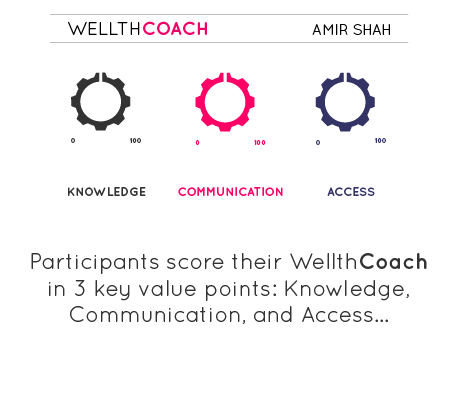 WELLTHCOACH AMIR SHAH
0 100 0 100 0 100
KNOWLEDGE COMMUNICATION ACCESS
Participants score their WellthCoach
in 3 key value points: Knowledge,
Communication, and Access...